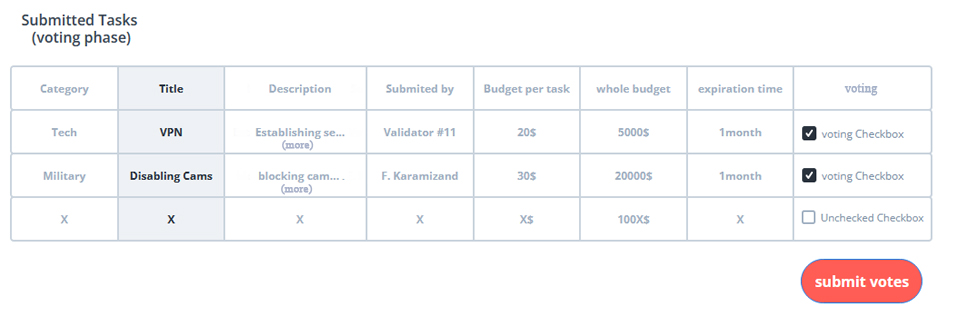 Submitted Tasks
(voting phase)
Category Title Description Submited by Budget per task whole budget expiration time voting
Tech VPN Establishing se... Validator #11 20$ 5000$ 1month voting Checkbox
(more)
Military Disabling Cams blocking cam... . F. Karamizand 30$ 20000$ 1month voting Checkbox
(more)
X X X X X$ 100X$ X Unchecked Checkbox
submit votes